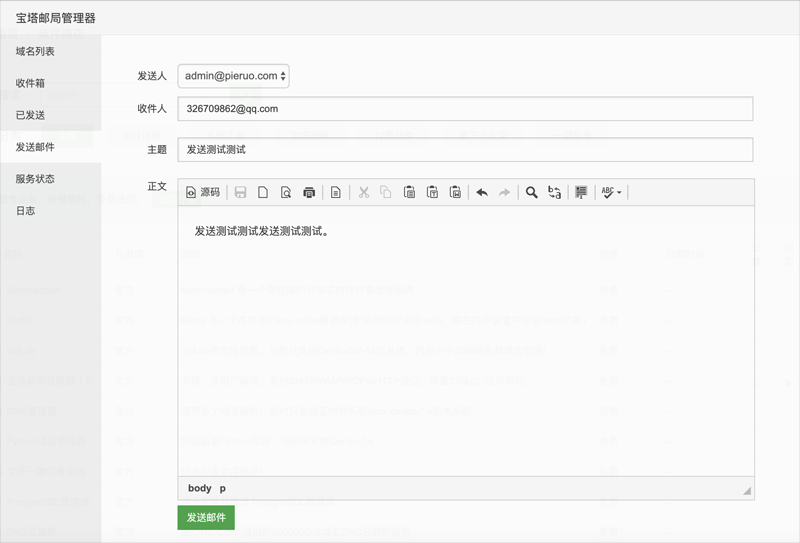 宝塔邮局管理器
域名列表
收件箱
已发送
发送邮件
服务状态
日志
发送人 admin@pieruo.com
收件人 326709862@qq.com
主题 发送测试测试
正文 源码 ABC
发送测试测试发送测试测试。
body p
发送邮件